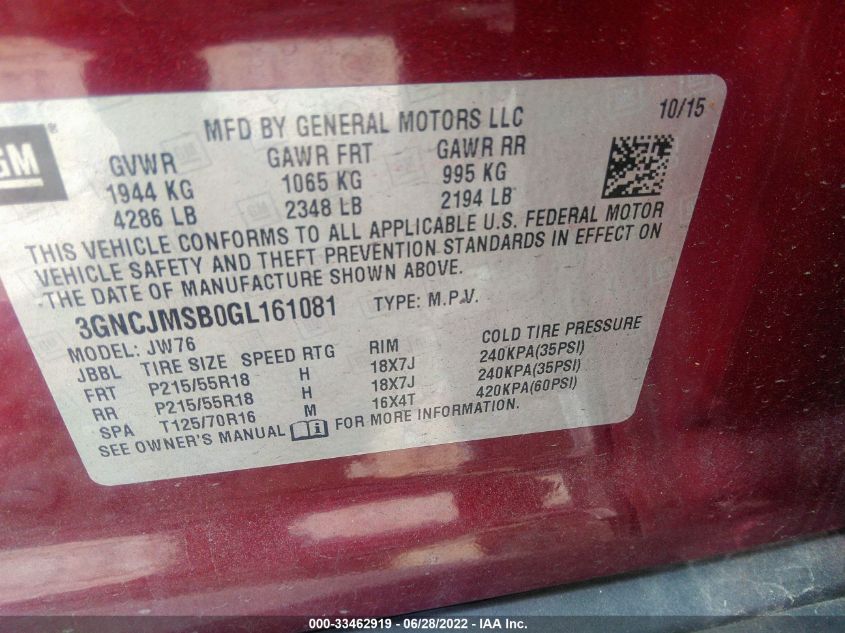 10/15
MFD BY GENERAL MOTORS LLC
GM
®
GVWR GAWR FRT GAWR RR
1944 KG 1065 KG 995 KG
4286 LB 2348 LB 2194 LB
THIS VEHICLE CONFORMS TO ALL APPLICABLE U.S. FEDERAL MOTOR
VEHICLE SAFETY AND THEFT PREVENTION STANDARDS IN EFFECT ON
THE DATE OF MANUFACTURE SHOWN ABOVE.
3GNCJMSB0GL161081 TYPE: M.P.V.
MODEL: JW76
JBBL TIRE SIZE SPEED RTG RIM COLD TIRE PRESSURE
FRT P215/55R18 H 18X7J 240KPA(35PSI)
RR P215/55R18 H 18X7J 240KPA(35PSI)
SPA T125/70R16 M 16X4T 420KPA(60PSI)
SEE OWNER'S MANUAL i FOR MORE INFORMATION.
000-33462919 - 06/28/2022 - IAA Inc.